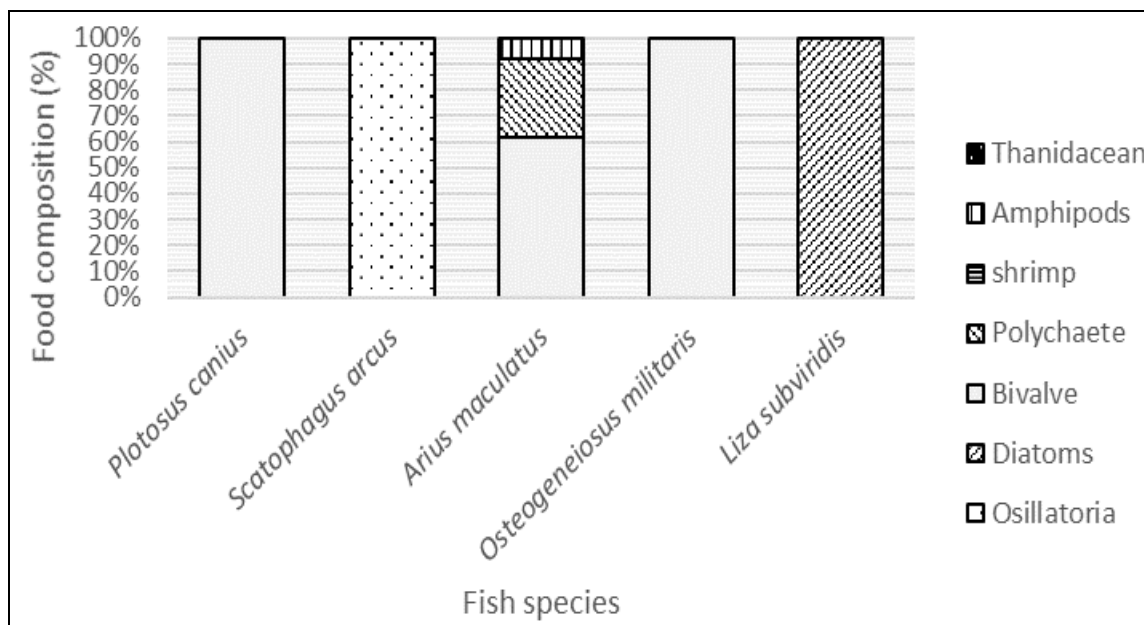 Food composition (%)
100%
90%
80%
70%
60%
50%
40%
30%
20%
10%
0%
Plotosus canius
Scatophagus arcus
Arius maculatus
Osteogeneiosus militaris
Liza subviridis
Fish species
Thanidacean
Amphipods
shrimp
Polychaete
Bivalve
Diatoms
Osillatoria